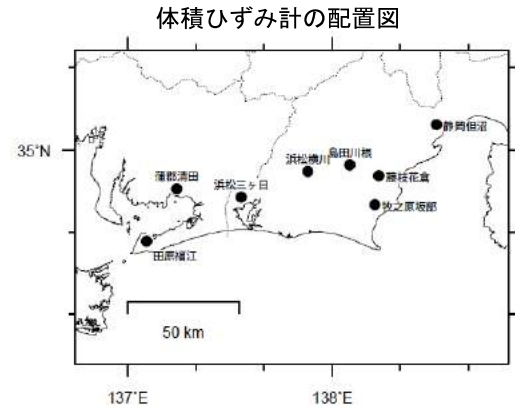 体積ひずみ計の配置図
静岡但沼
35°N
島田川根
浜松横川
藤枝花倉
蒲郡清田
浜松三ヶ日
牧之原坂部
田原福江
50 km
137°E
138°E